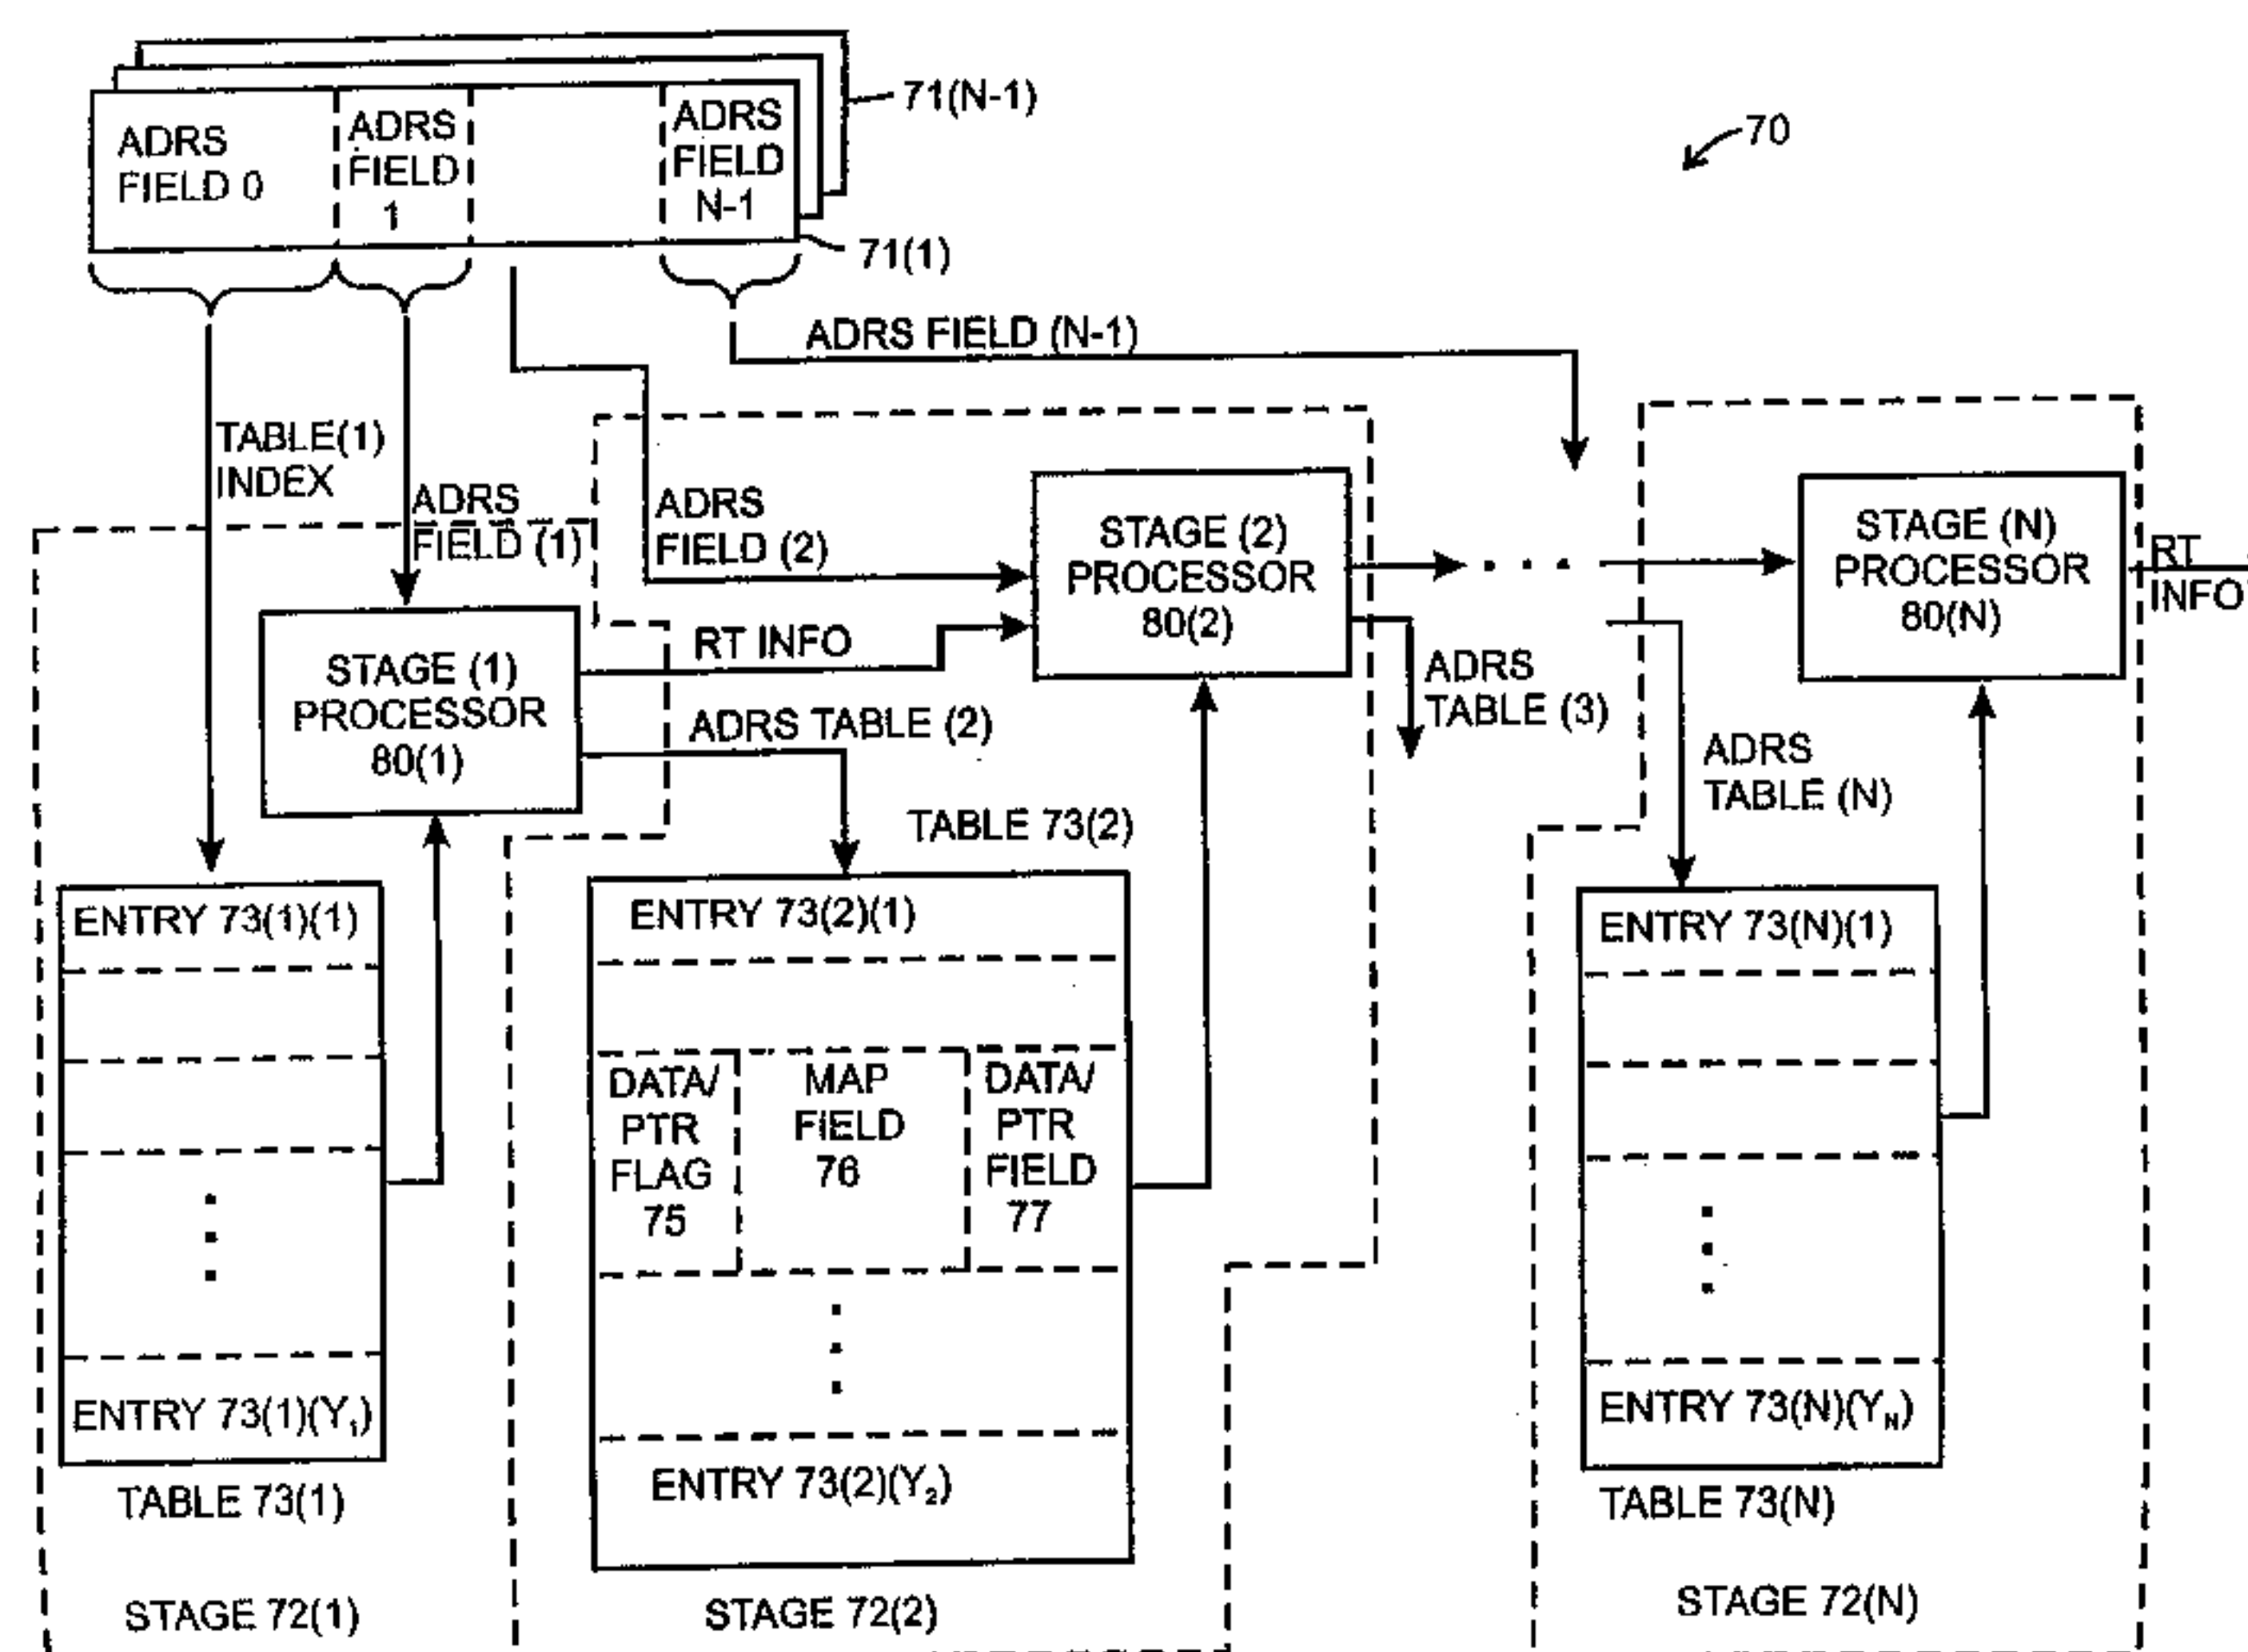 71(N-1)
70
ADRS
FIELD 0
ADRS
FIELD
1
ADRS
FIELD
N-1
71(1)
ADRS FIELD (N-1)
TABLE(1)
INDEX
ADRS
FIELD (1)
ADRS
FIELD (2)
STAGE (2)
PROCESSOR
80(2)
STAGE (N)
PROCESSOR
80(N)
RT
INFO
RT INFO
STAGE (1)
PROCESSOR
80(1)
ADRS TABLE (2)
ADRS
TABLE (3)
ADRS
TABLE (N)
TABLE 73(2)
ENTRY 73(1)(1)
ENTRY 73(1)(Y₁)
TABLE 73(1)
STAGE 72(1)
ENTRY 73(2)(1)
DATA/
PTR
FLAG
75
MAP
FIELD
76
DATA/
PTR
FIELD
77
ENTRY 73(2)(Y₂)
STAGE 72(2)
ENTRY 73(N)(1)
ENTRY 73(N)(Yₙ)
TABLE 73(N)
STAGE 72(N)